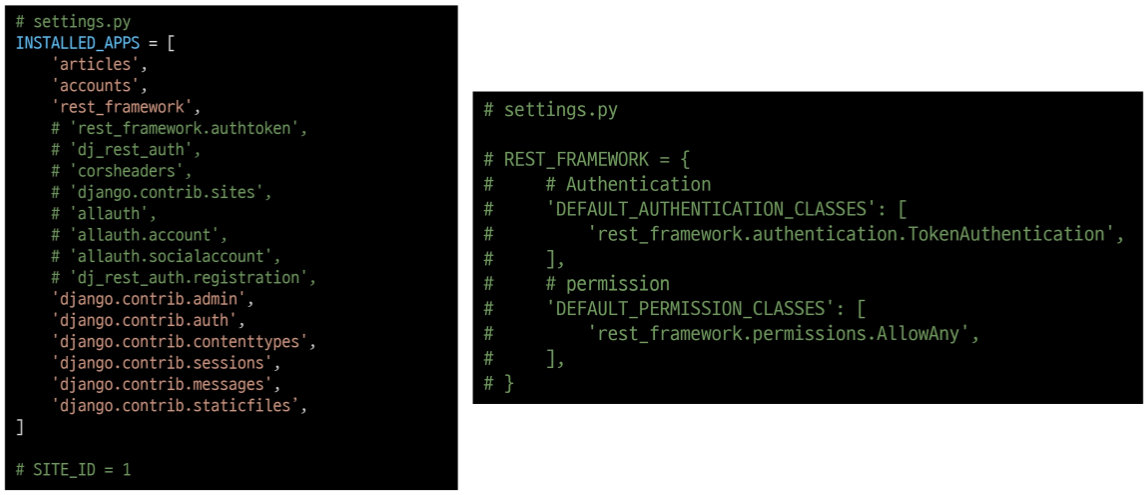 # settings.py
INSTALLED_APPS = [
    'articles',
    'accounts',
    'rest_framework',
    # 'rest_framework.authtoken',
    # 'dj_rest_auth',
    # 'corsheaders',
    # 'django.contrib.sites',
    # 'allauth',
    # 'allauth.account',
    # 'allauth.socialaccount',
    # 'dj_rest_auth.registration',
    'django.contrib.admin',
    'django.contrib.auth',
    'django.contrib.contenttypes',
    'django.contrib.sessions',
    'django.contrib.messages',
    'django.contrib.staticfiles’,
]
# SITE_ID = 1
# settings.py
# REST_FRAMEWORK = {
#     # Authentication
#     'DEFAULT_AUTHENTICATION_CLASSES': [
#         'rest_framework.authentication.TokenAuthentication',
#     ],
#     # permission
#     'DEFAULT_PERMISSION_CLASSES': [
#         'rest_framework.permissions.AllowAny',
#     ],
# }